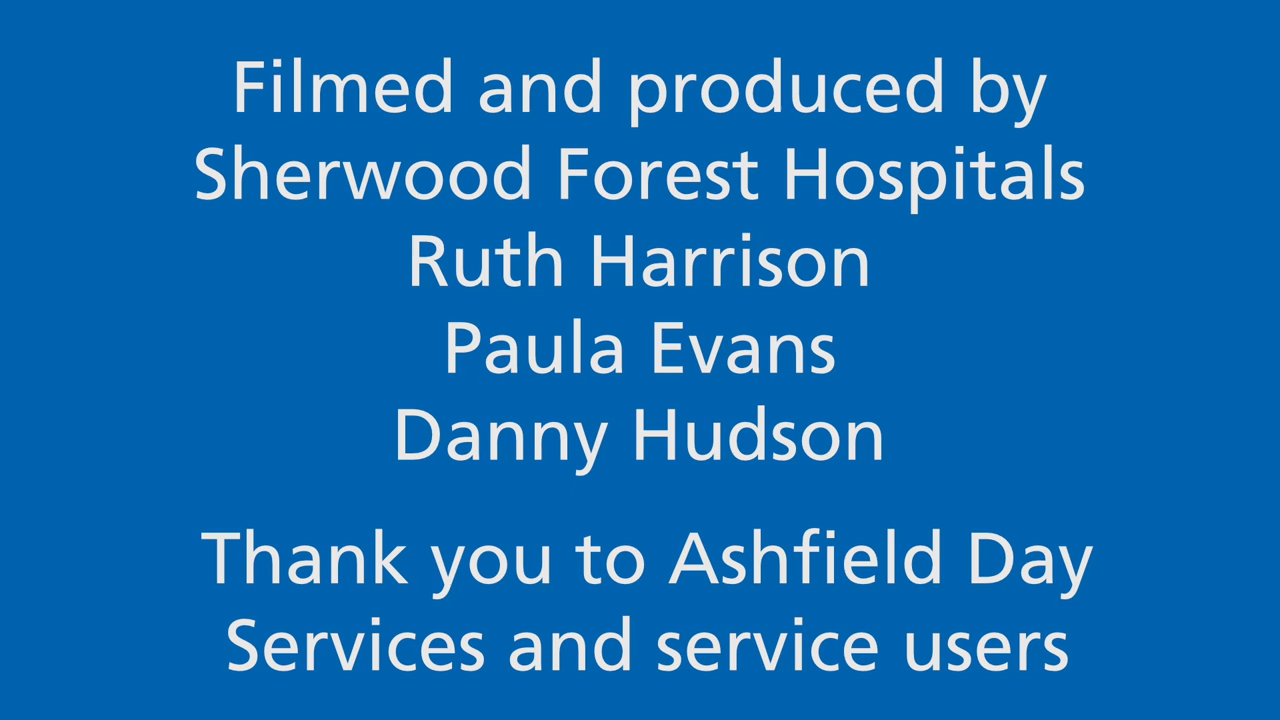 Filmed and produced by
Sherwood Forest Hospitals
Ruth Harrison
Paula Evans
Danny Hudson
Thank you to Ashfield Day
Services and service users